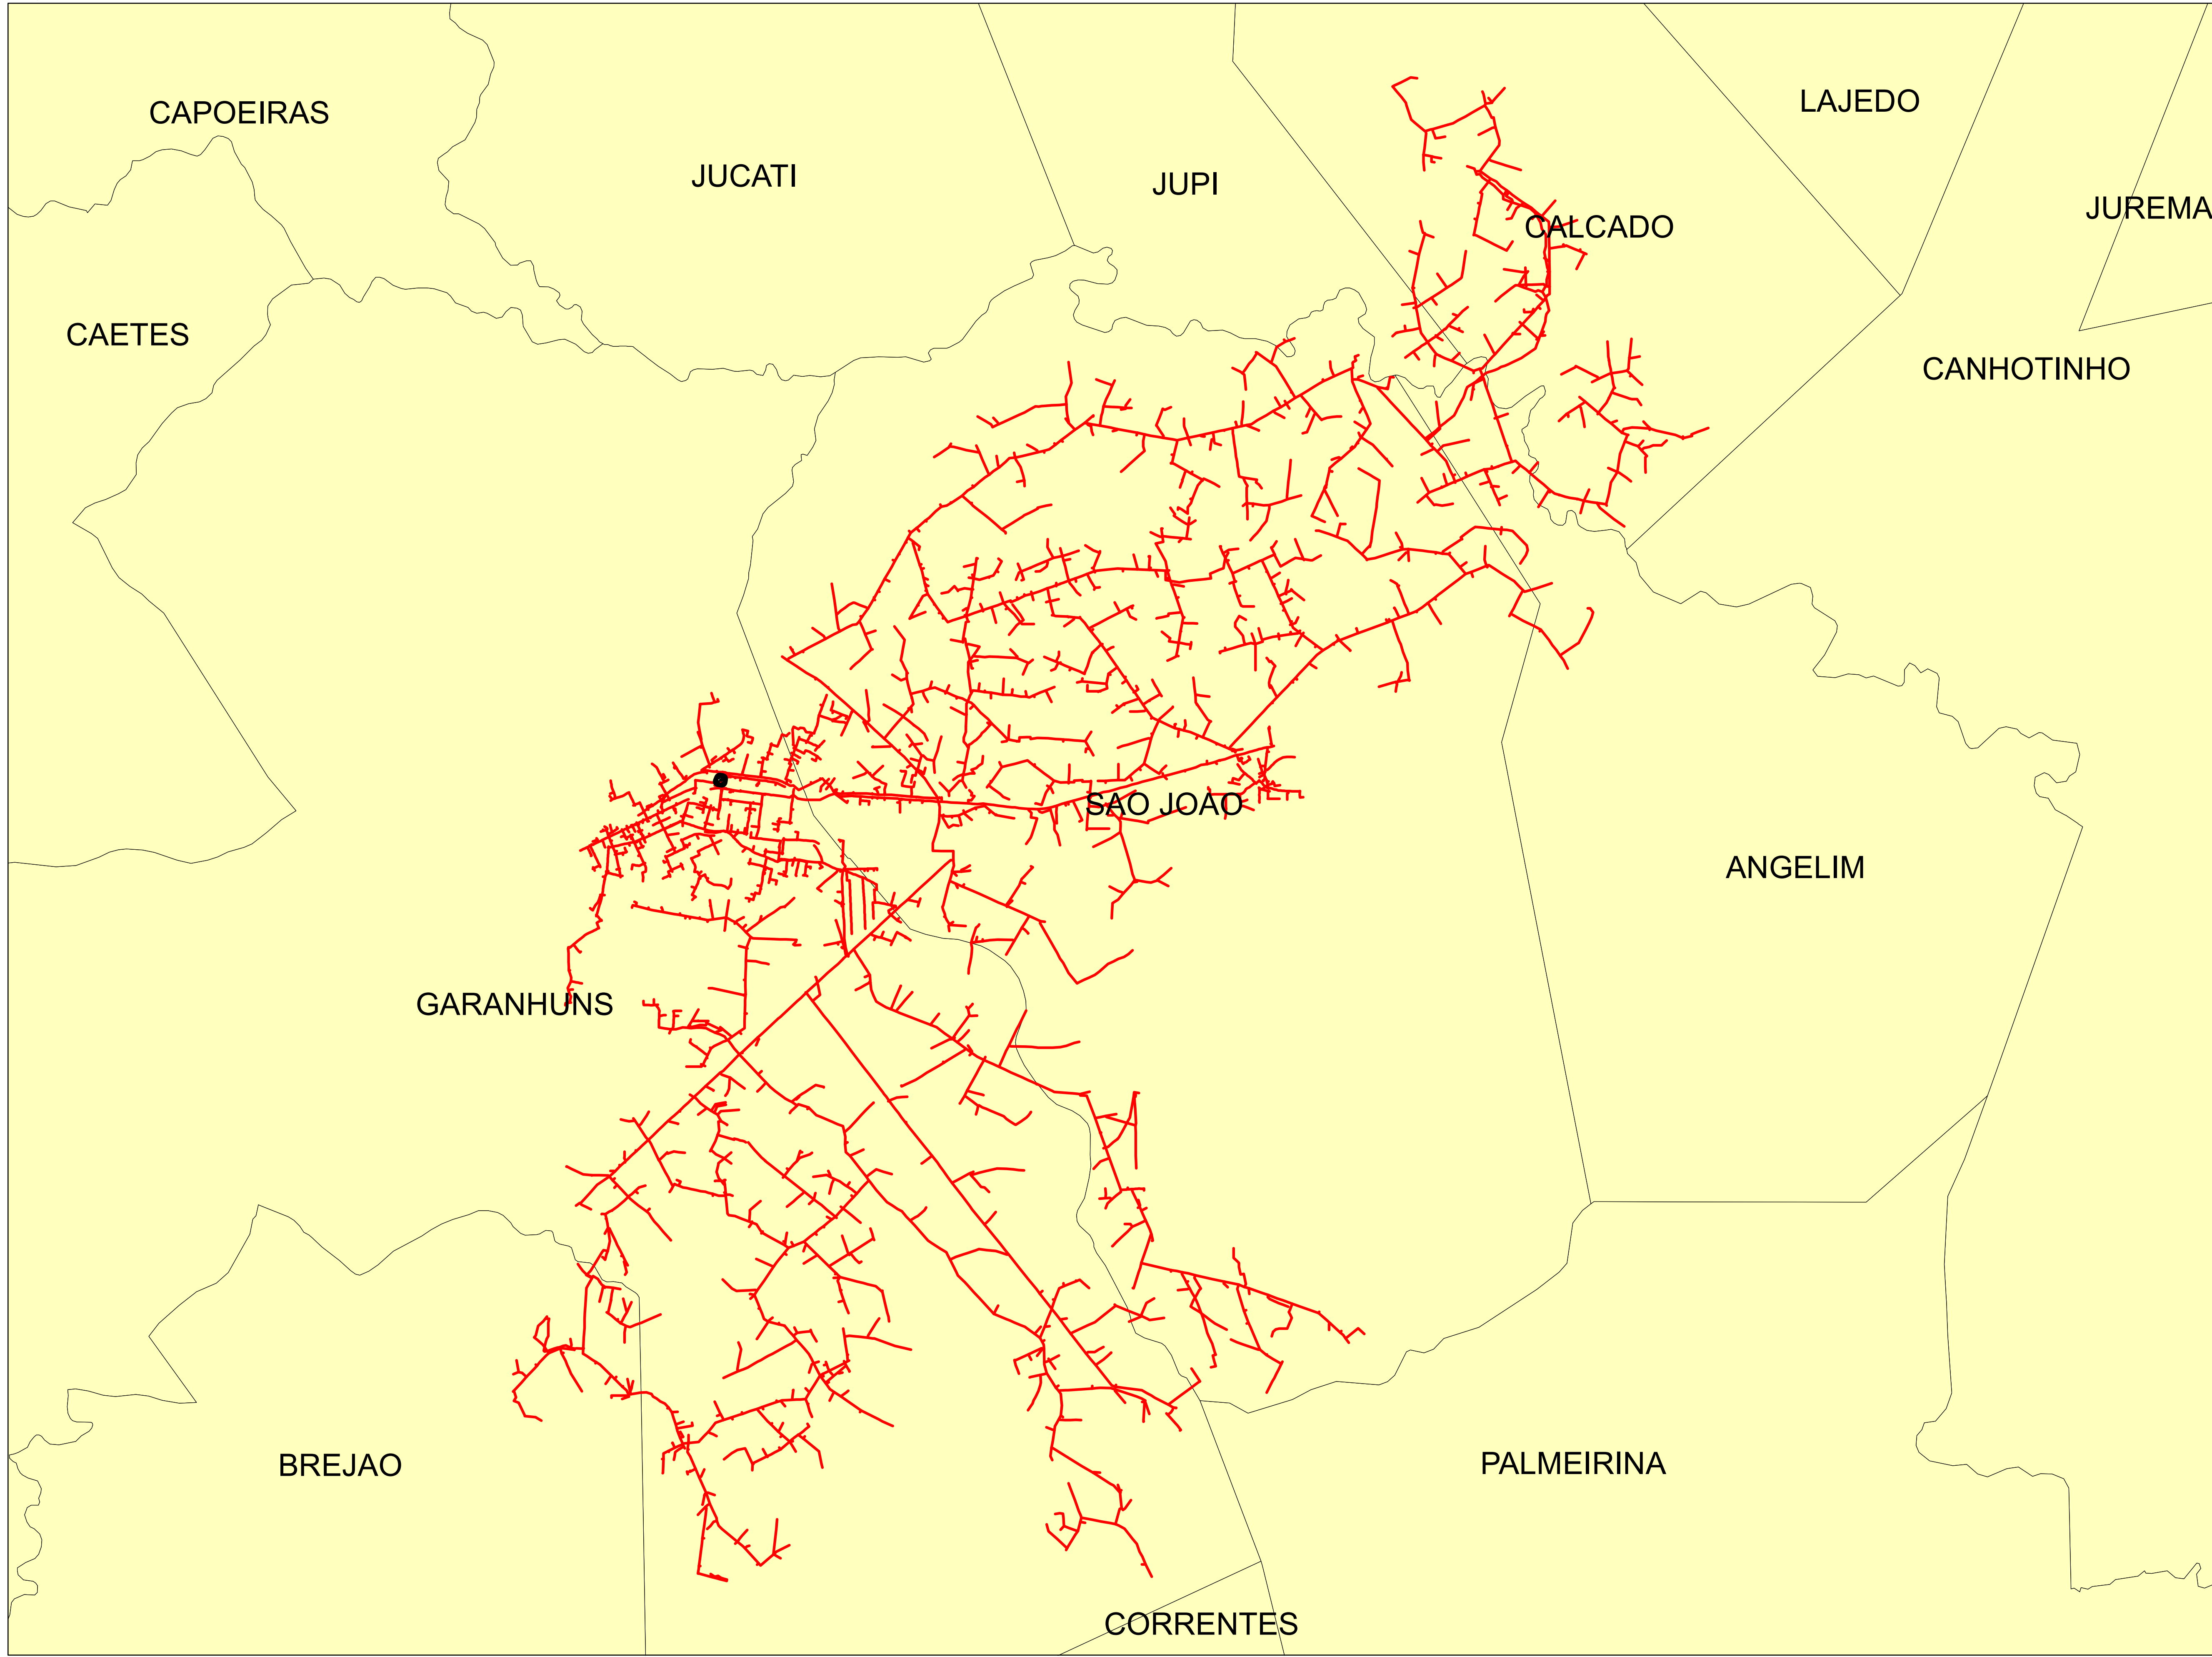 LAJEDO
CAPOEIRAS
JUCATI
JUPI
JUREMA
CALCADO
CAETES
CANHOTINHO
SAO JOAO
ANGELIM
GARANHUNS
PALMEIRINA
BREJAO
CORRENTES